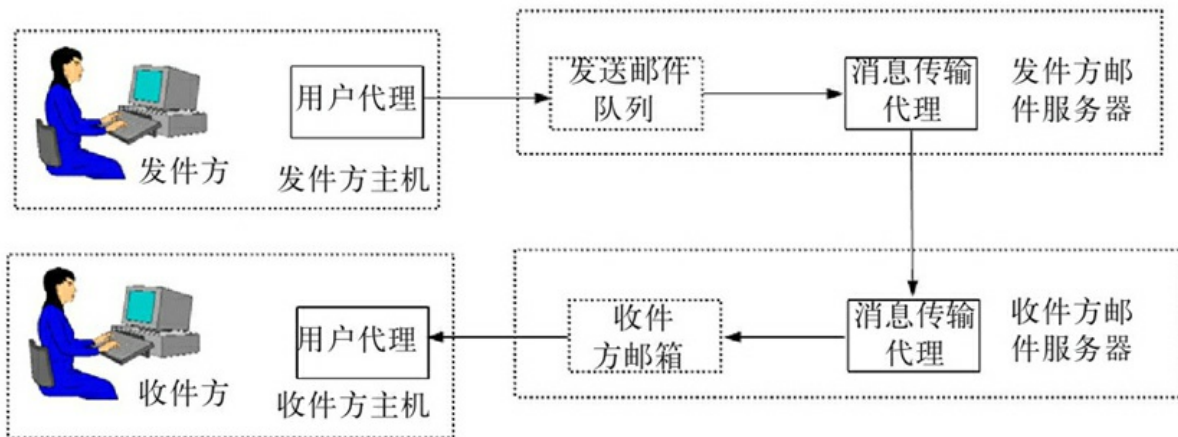 发件方
用户代理
发件方主机
发送邮件
队列
消息传输
代理
发件方邮
件服务器
收件方
用户代理
收件方主机
收件
方邮箱
消息传输
代理
收件方邮
件服务器